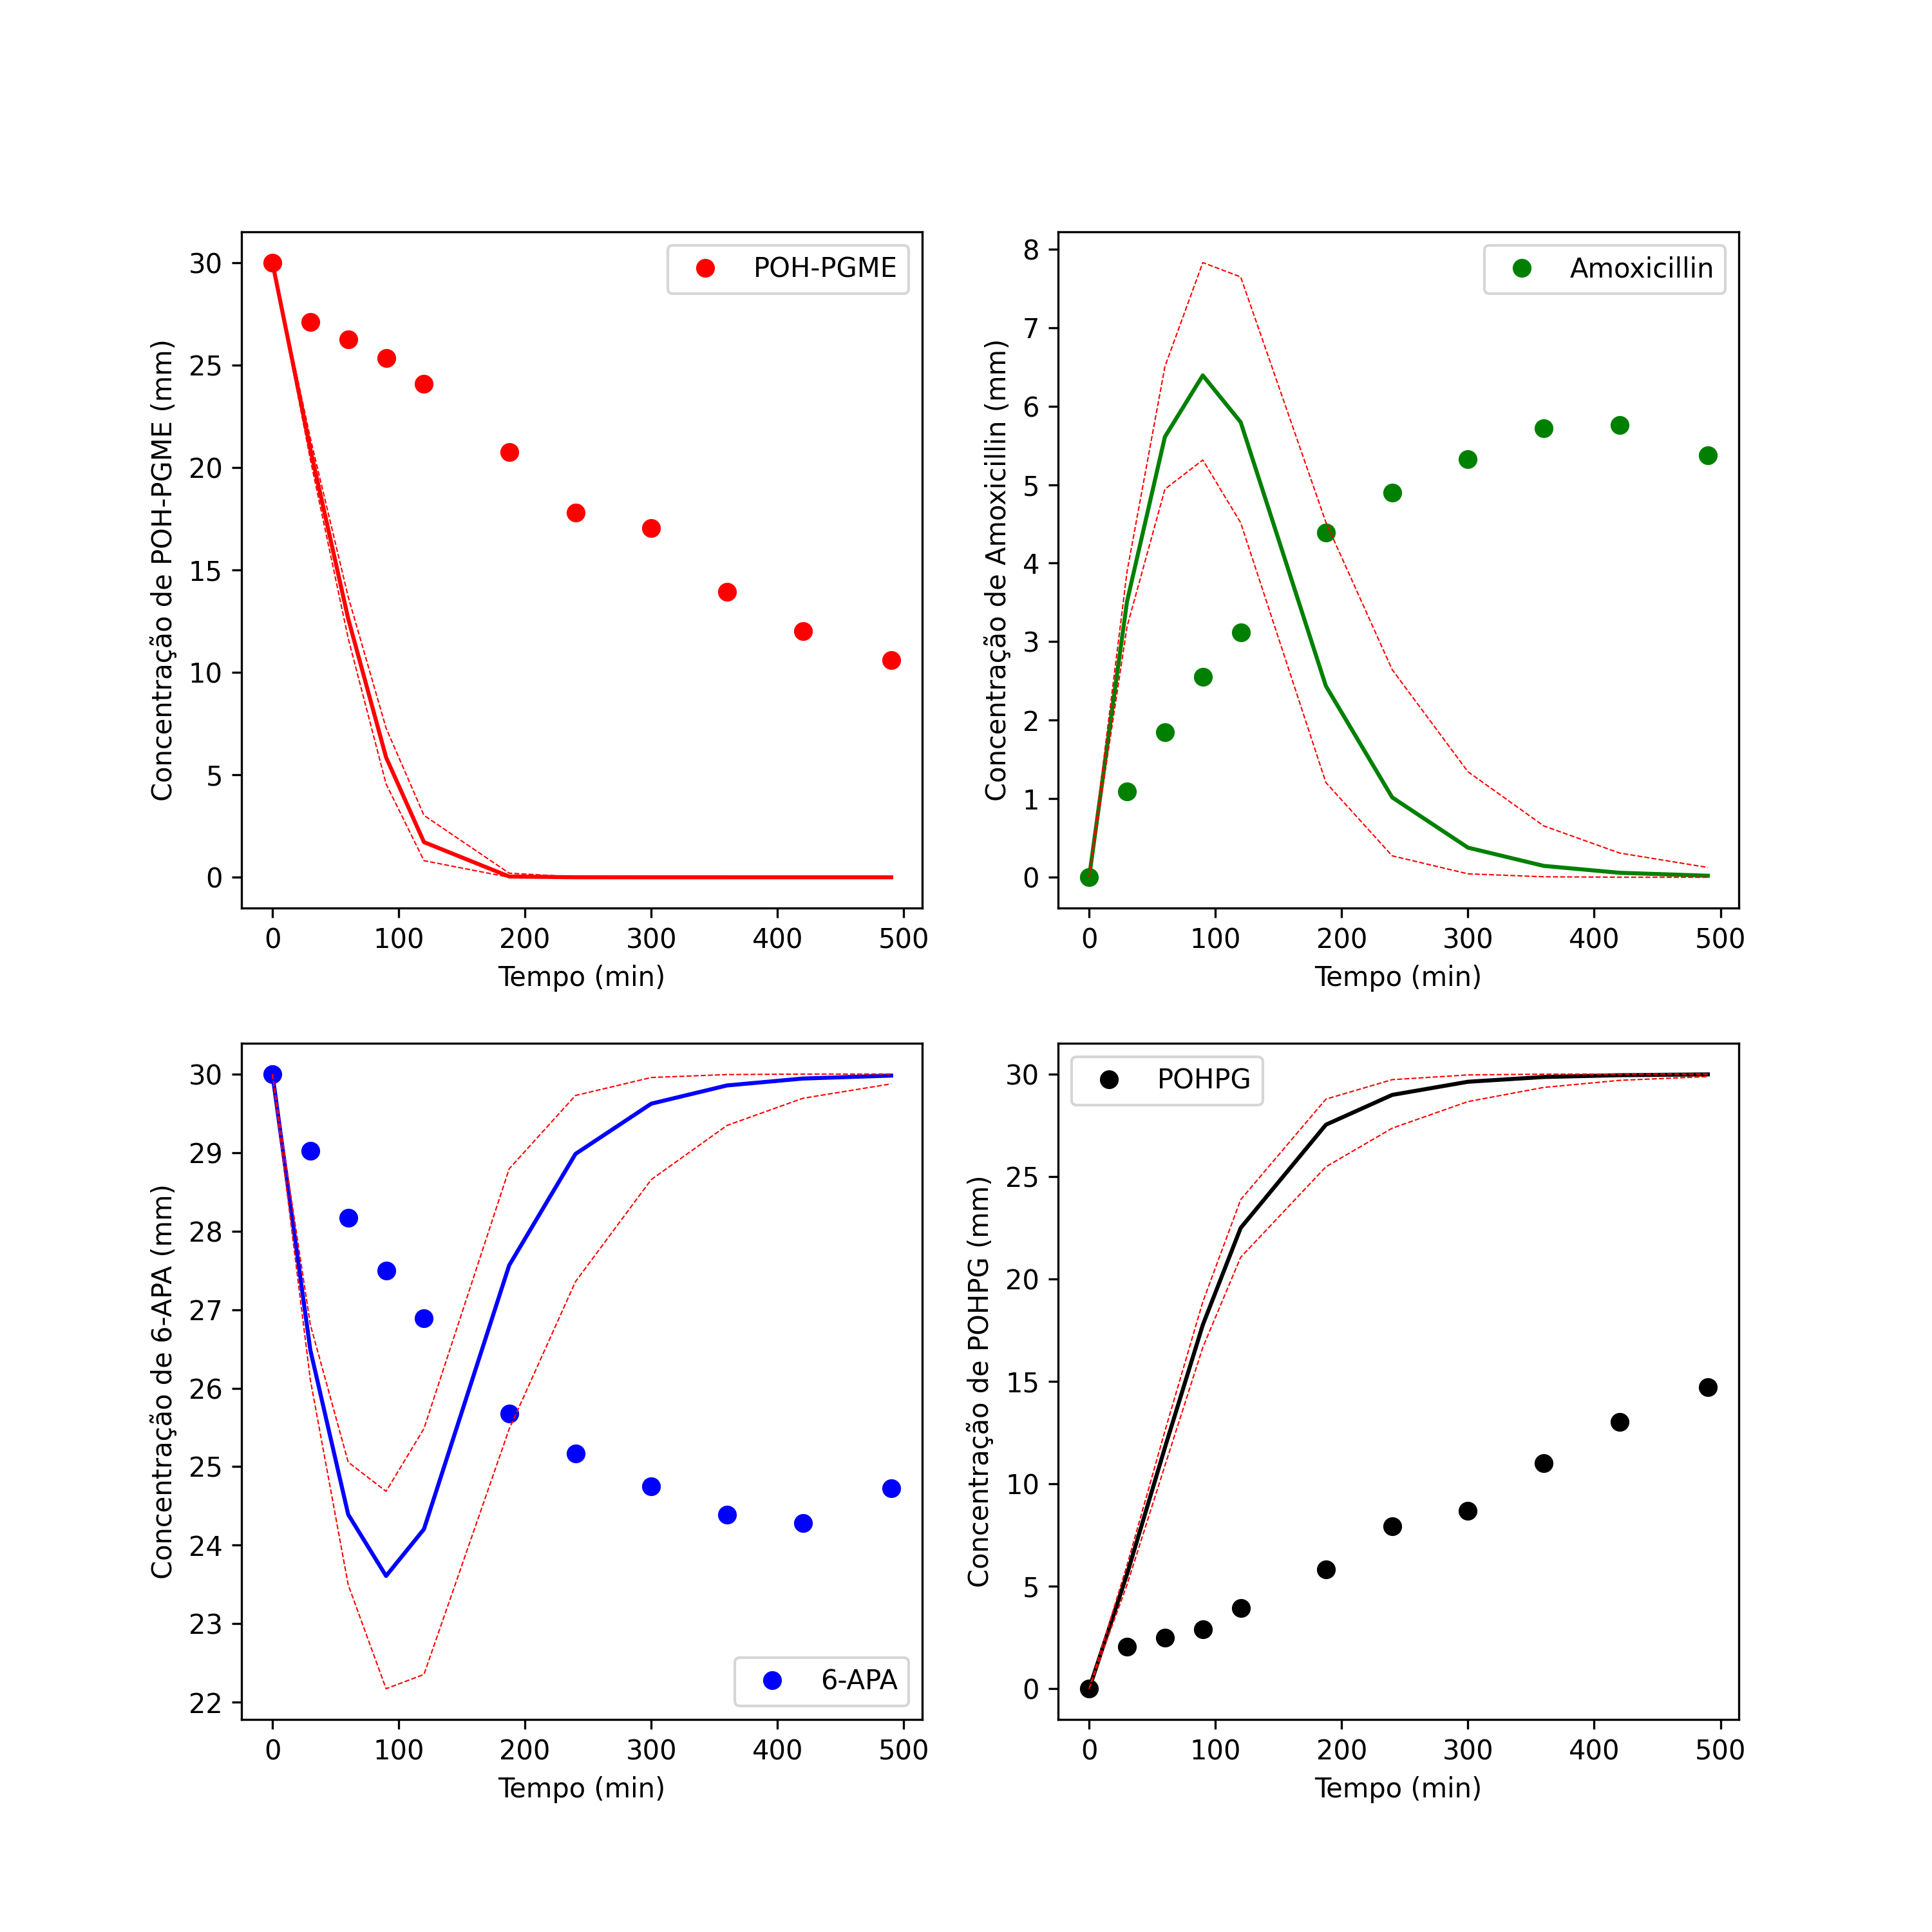 POH-PGME
Concentração de POH-PGME (mm)
30
25
20
15
10
5
0
0 100 200 300 400 500
Tempo (min)
Amoxicillin
Concentração de Amoxicillin (mm)
8
7
6
5
4
3
2
1
0
0 100 200 300 400 500
Tempo (min)
6-APA
Concentração de 6-APA (mm)
30
29
28
27
26
25
24
23
22
0 100 200 300 400 500
Tempo (min)
POHPG
Concentração de POHPG (mm)
30
25
20
15
10
5
0
0 100 200 300 400 500
Tempo (min)